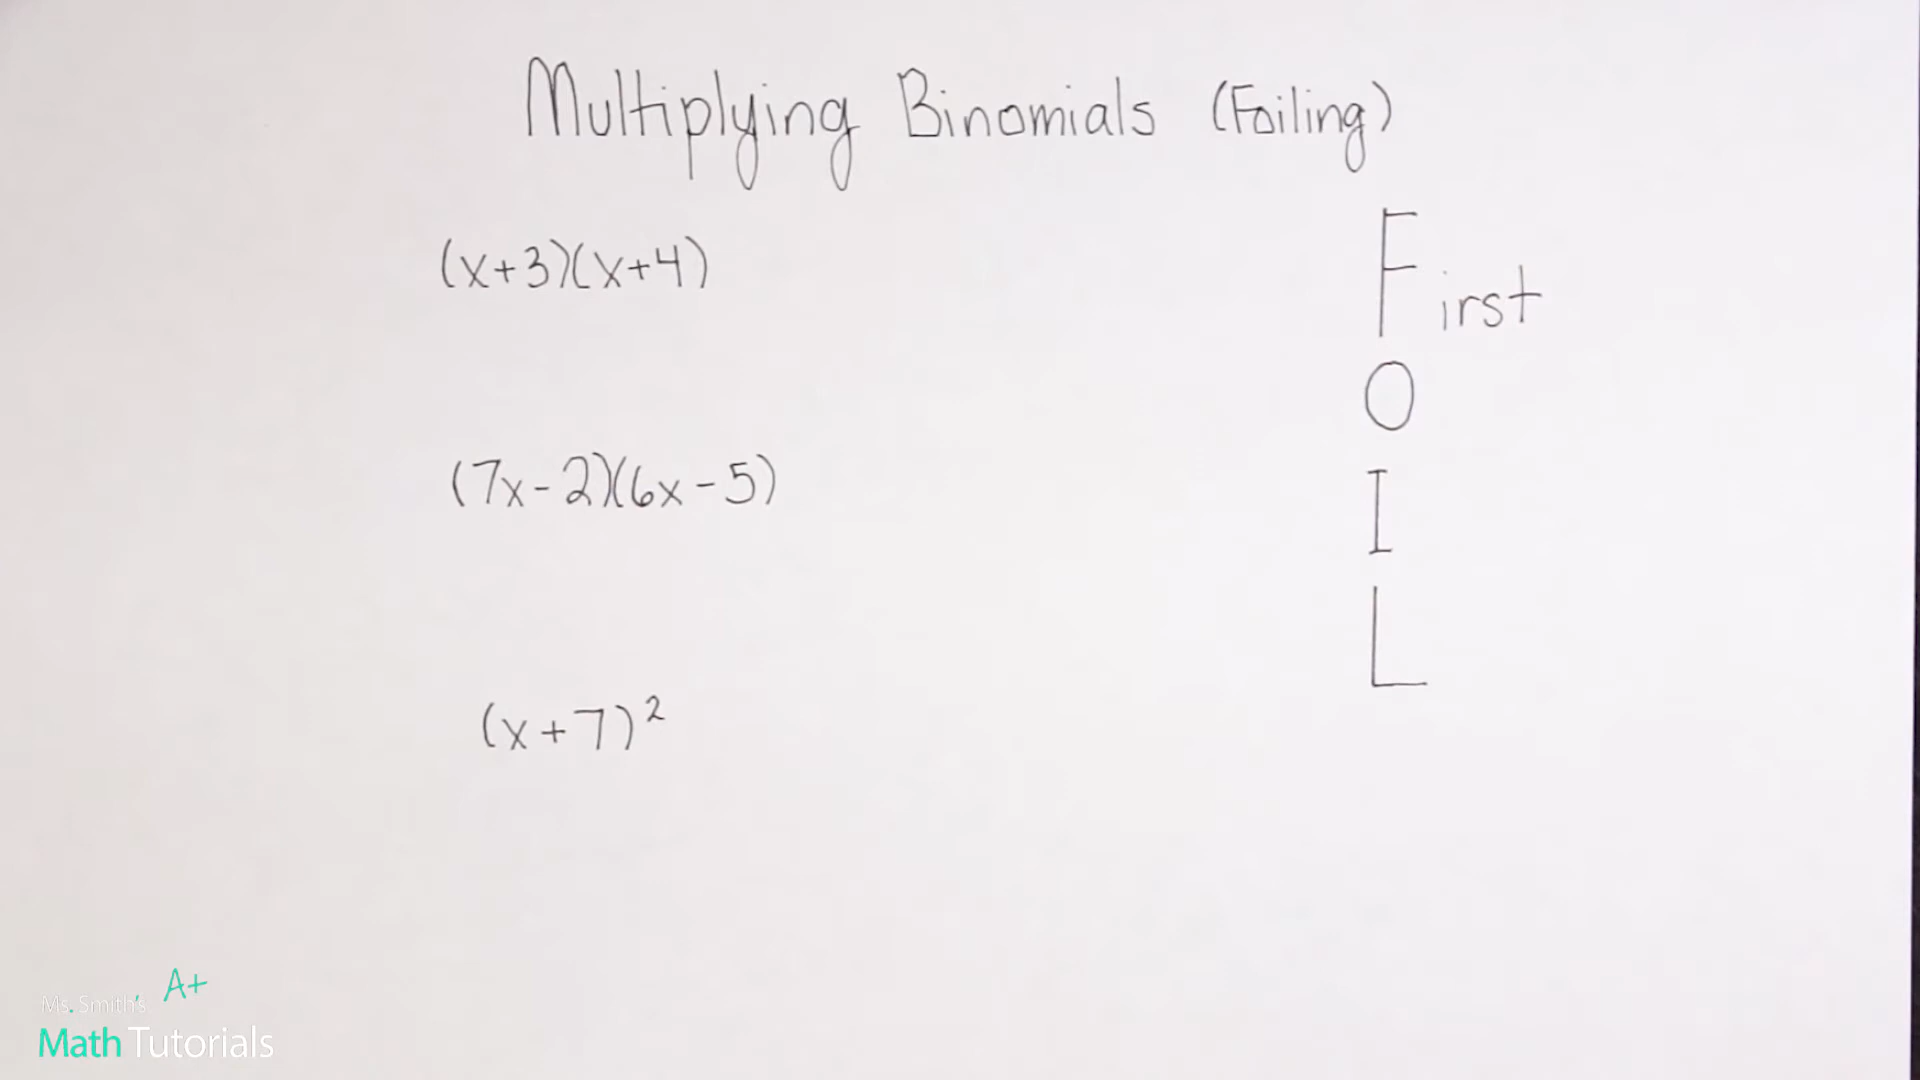 Multiplying Binomials (Foiling)
(x+3)(x+4)
(7x-2)(6x-5)
(x+7)²
First
O
I
L
Ms. Smith's A+
Math Tutorials